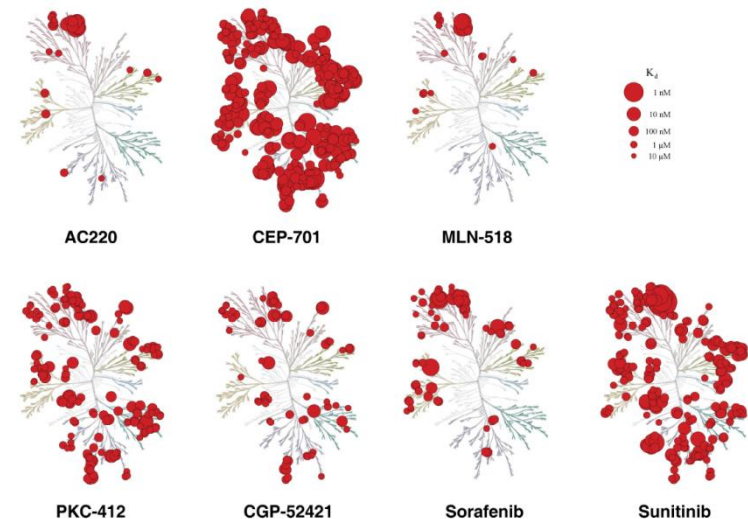 K_d
1 nM
10 nM
100 nM
1 µM
10 µM
AC220 CEP-701 MLN-518
PKC-412 CGP-52421 Sorafenib Sunitinib